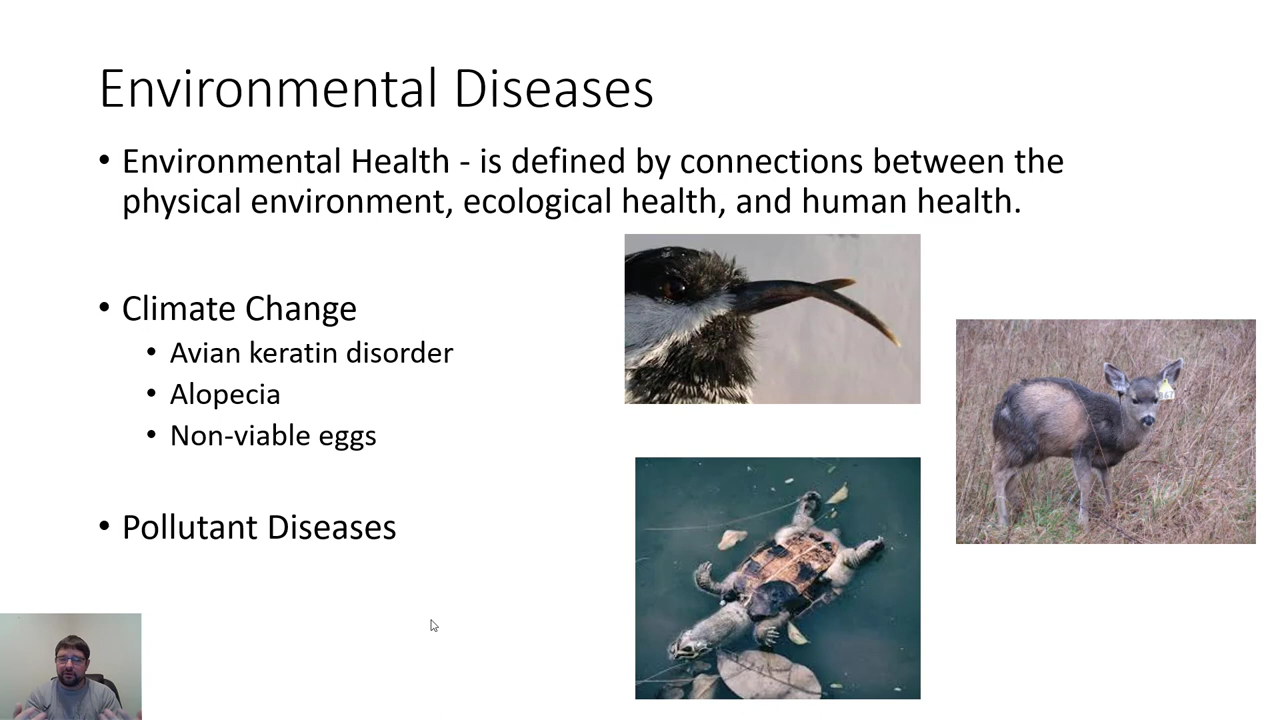 Environmental Diseases
• Environmental Health - is defined by connections between the
physical environment, ecological health, and human health.
• Climate Change
• Avian keratin disorder
• Alopecia
• Non-viable eggs
• Pollutant Diseases